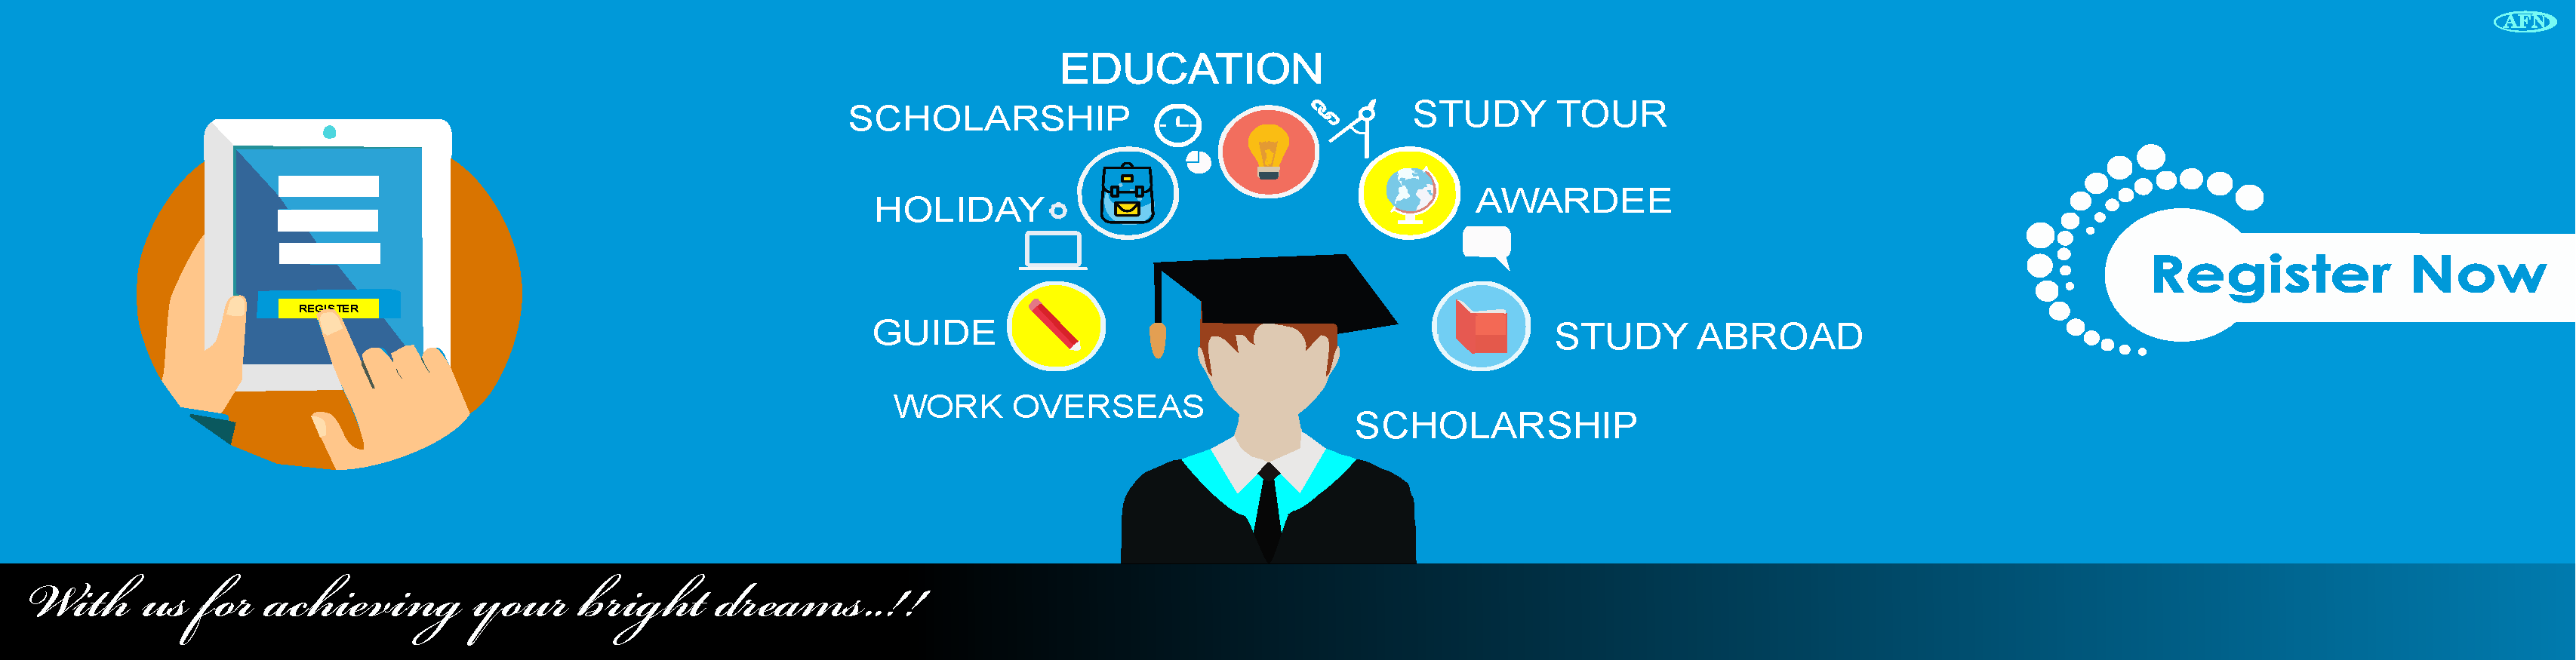 AFN
EDUCATION
SCHOLARSHIP
STUDY TOUR
HOLIDAY
AWARDEE
Register Now
REGISTER
GUIDE
STUDY ABROAD
WORK OVERSEAS
SCHOLARSHIP
With us for achieving your bright dreams..!!